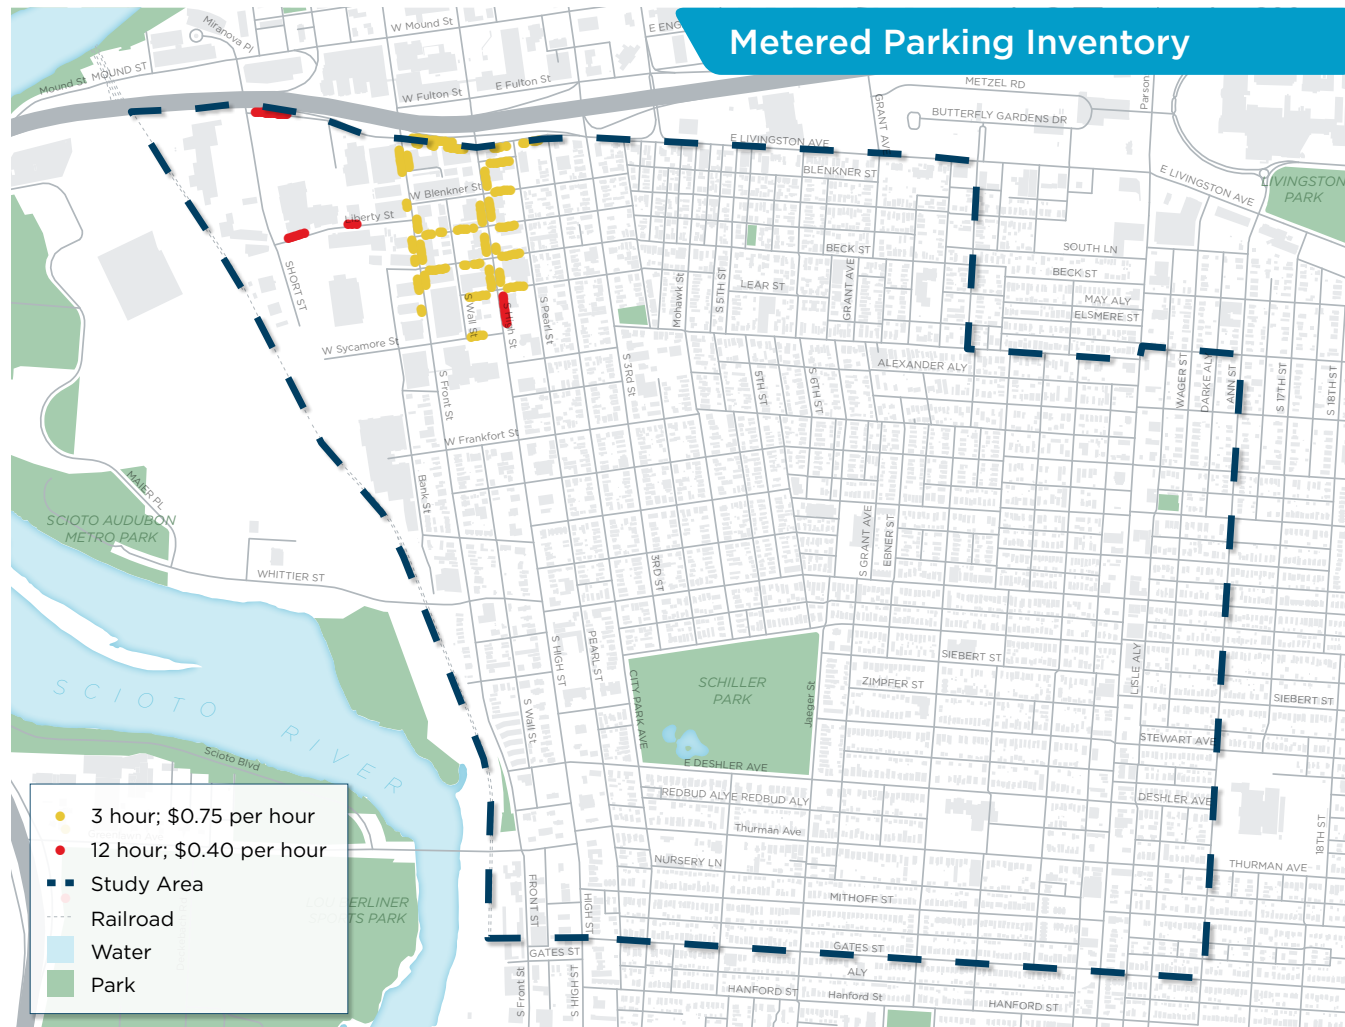 Metered Parking Inventory
W Mound St
E ENG
Miranova Pl
Mound St
MOUND ST
W Fulton St
E Fulton St
METZEL RD
Parson
GRANT AV
BUTTERFLY GARDENS DR
E LIVINGSTON AVE
BLENKNER ST
E LIVINGSTON AVE
LIVINGSTON
PARK
W Blenkner St
Liberty St
BECK ST
SOUTH LN
BECK ST
SHORT ST
Mohawk St
S 5TH ST
LEAR ST
GRANT AVE
MAY ALY
ELSMERE ST
S Wall St
S High St
S Pearl St
W Sycamore St
S Front St
S 3Rd St
5TH ST
S 6TH ST
ALEXANDER ALY
WAGER ST
DARKE ALY
ANN ST
S 17TH ST
S 18TH ST
W Frankfort St
Bank St
MAIER PL
SCIOTO AUDUBON
METRO PARK
WHITTIER ST
S GRANT AVE
EBNER ST
3RD ST
S HIGH ST
PEARL ST
SIEBERT ST
LISLE ALY
ZIMPFER ST
SIEBERT ST
SCHILLER
PARK
CITY PARK AVE
Jaeger St
S Wall St
SCIOTO RIVER
Scioto Blvd
E DESHLER AVE
STEWART AVE
REDBUD ALY
E REDBUD ALY
DESHLER AVE
Thurman Ave
18TH ST
NURSERY LN
THURMAN AVE
FRONT ST
HIGH ST
MITHOFF ST
GATES ST
GATES ST
ALY
S Front St
S HIGH ST
HANFORD ST
Hanford St
HANFORD ST
3 hour; $0.75 per hour
12 hour; $0.40 per hour
Study Area
Railroad
Water
Park